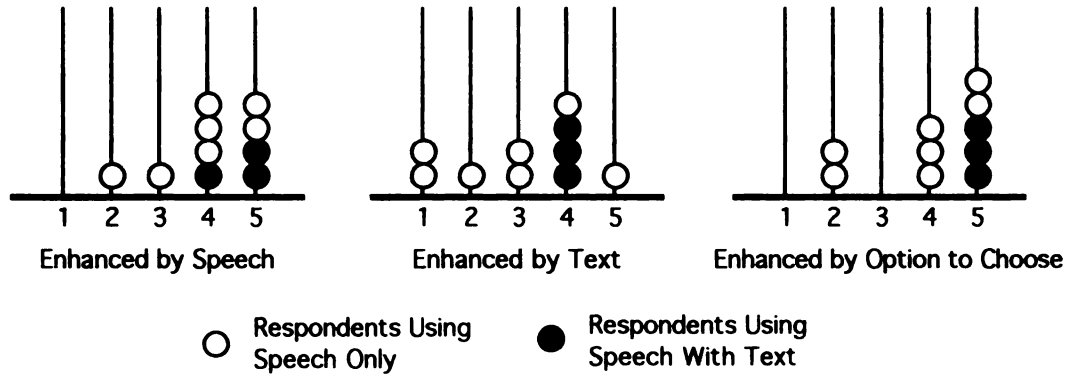 1 2 3 4 5
Enhanced by Speech
1 2 3 4 5
Enhanced by Text
1 2 3 4 5
Enhanced by Option to Choose
Respondents Using
Speech Only
Respondents Using
Speech With Text